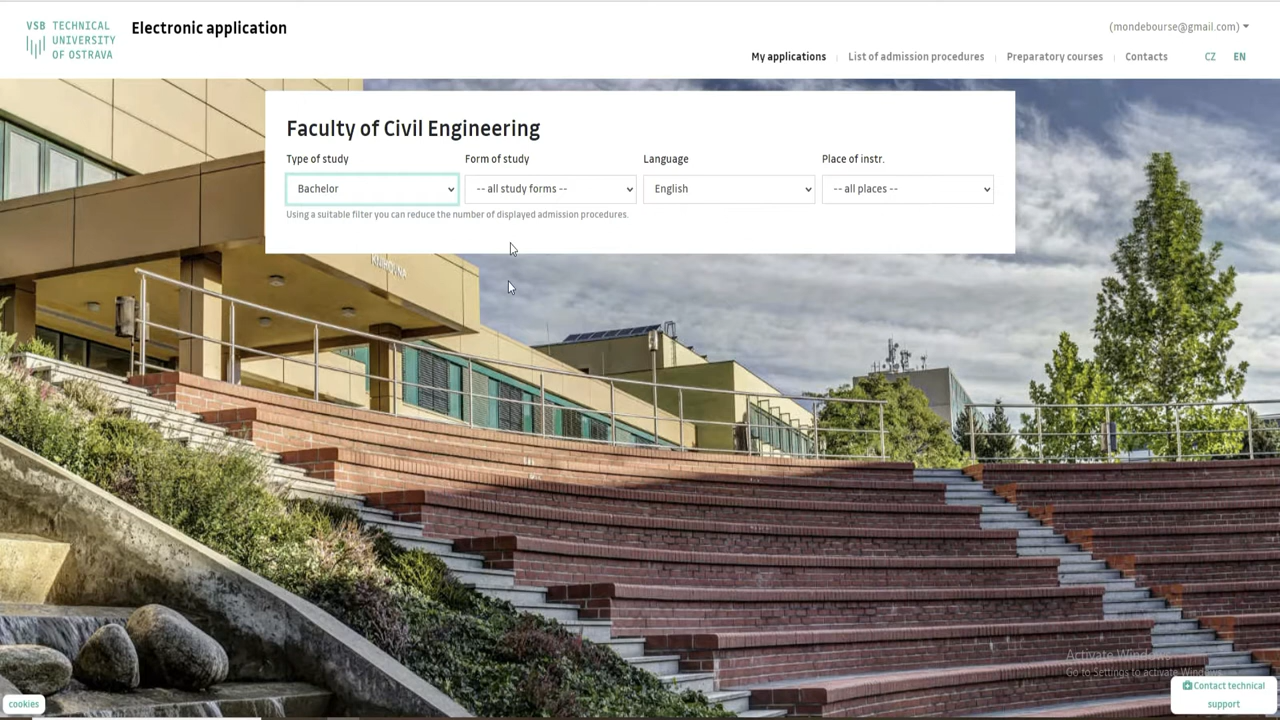 VSB TECHNICAL
UNIVERSITY
OF OSTRAVA
Electronic application
(mondebourse@gmail.com)
My applications
List of admission procedures
Preparatory courses
Contacts
CZ
EN
Faculty of Civil Engineering
Type of study
Form of study
Language
Place of instr.
Bachelor
-- all study forms --
English
-- all places --
Using a suitable filter you can reduce the number of displayed admission procedures.
KNIHOVNA
Activate Windows
Go to Settings to activate Windows.
Contact technical
support
cookies